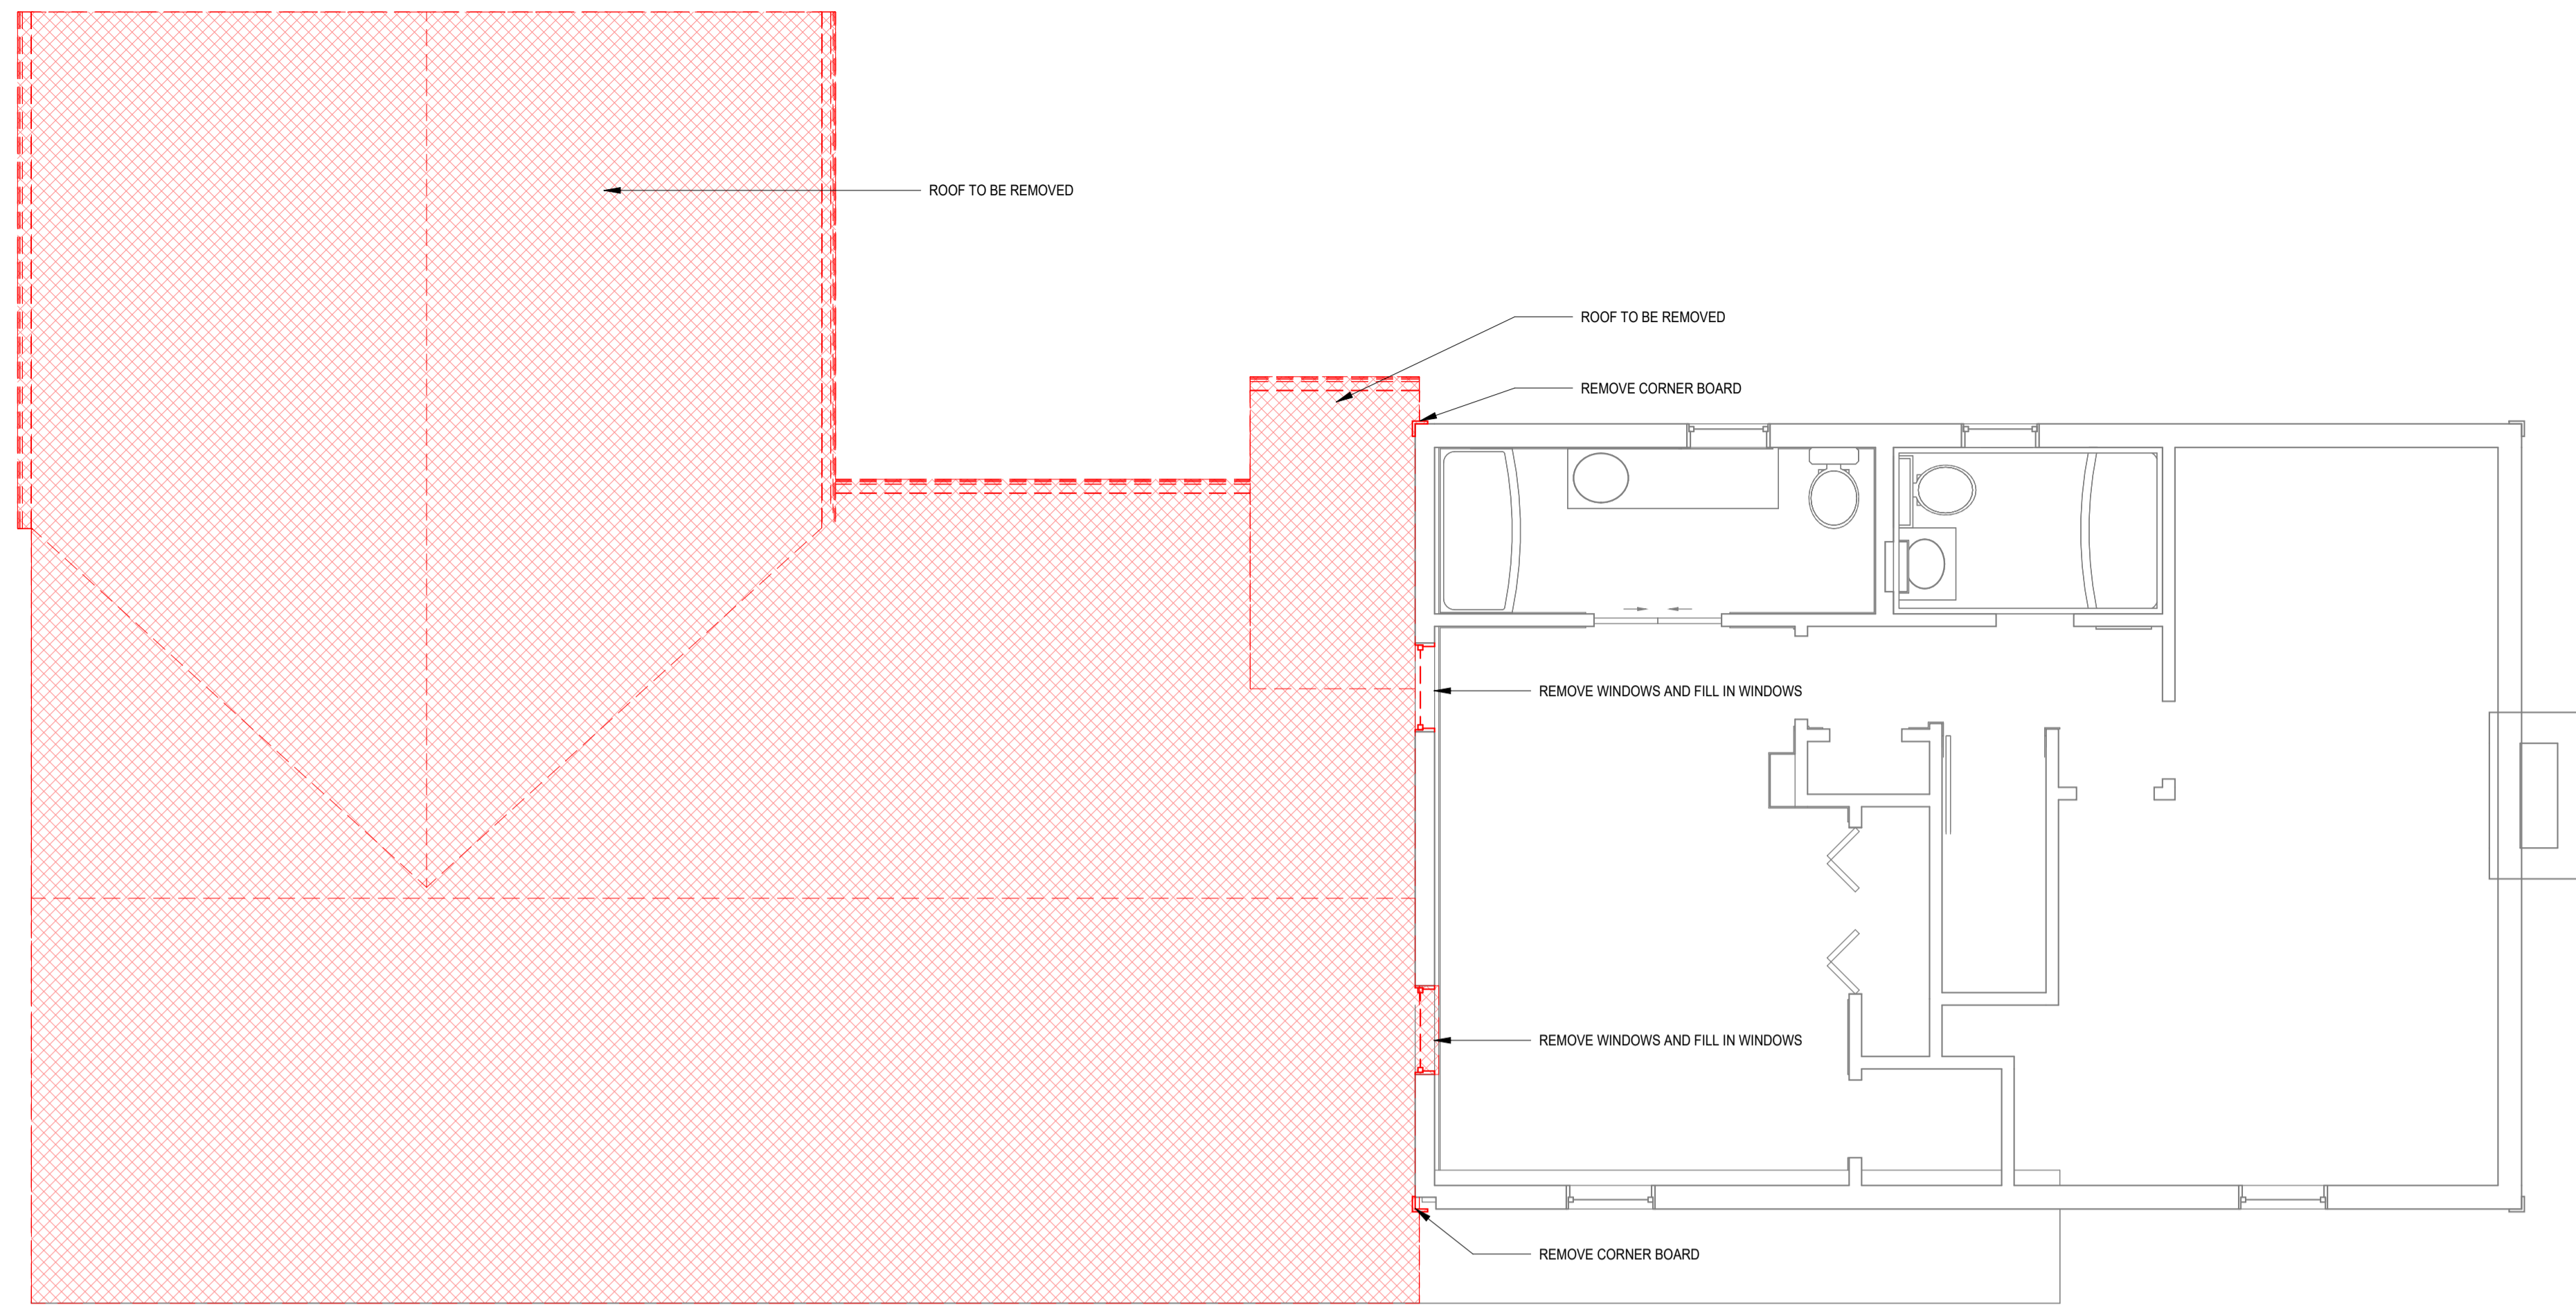 ROOF TO BE REMOVED
ROOF TO BE REMOVED
REMOVE CORNER BOARD
REMOVE WINDOWS AND FILL IN WINDOWS
REMOVE WINDOWS AND FILL IN WINDOWS
REMOVE CORNER BOARD